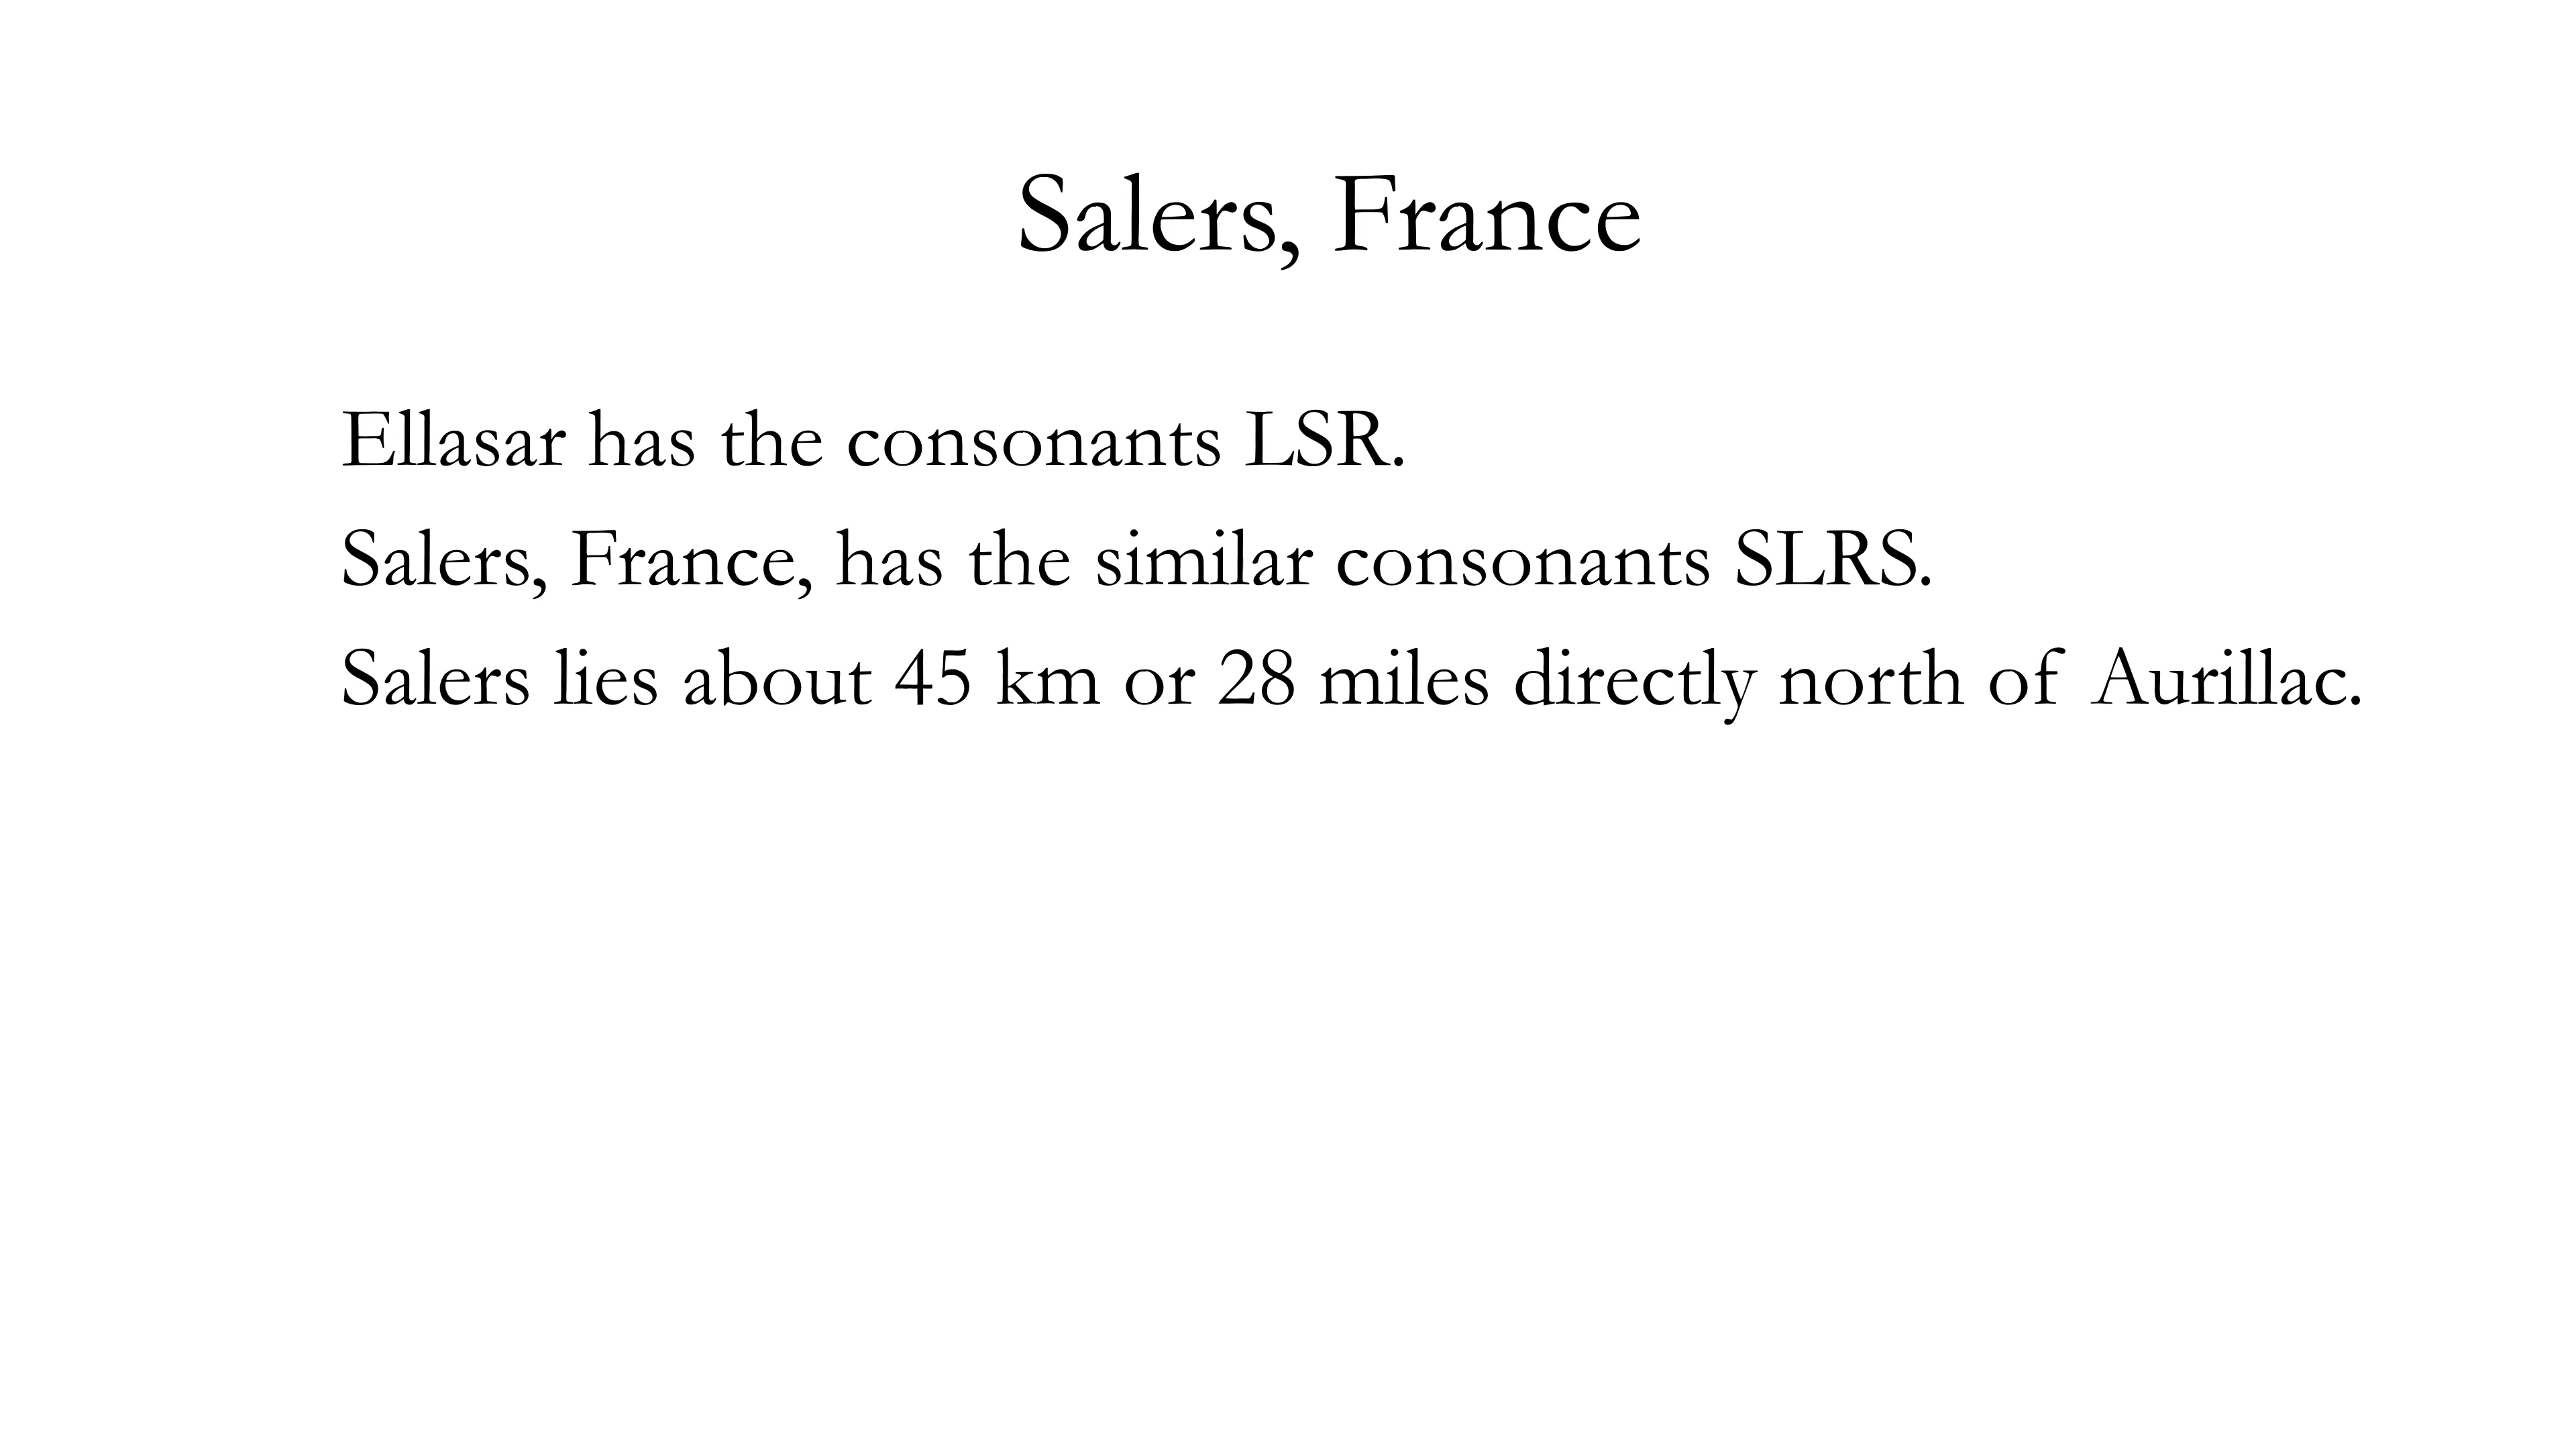 Salers, France
Ellasar has the consonants LSR.
Salers, France, has the similar consonants SLRS.
Salers lies about 45 km or 28 miles directly north of Aurillac.